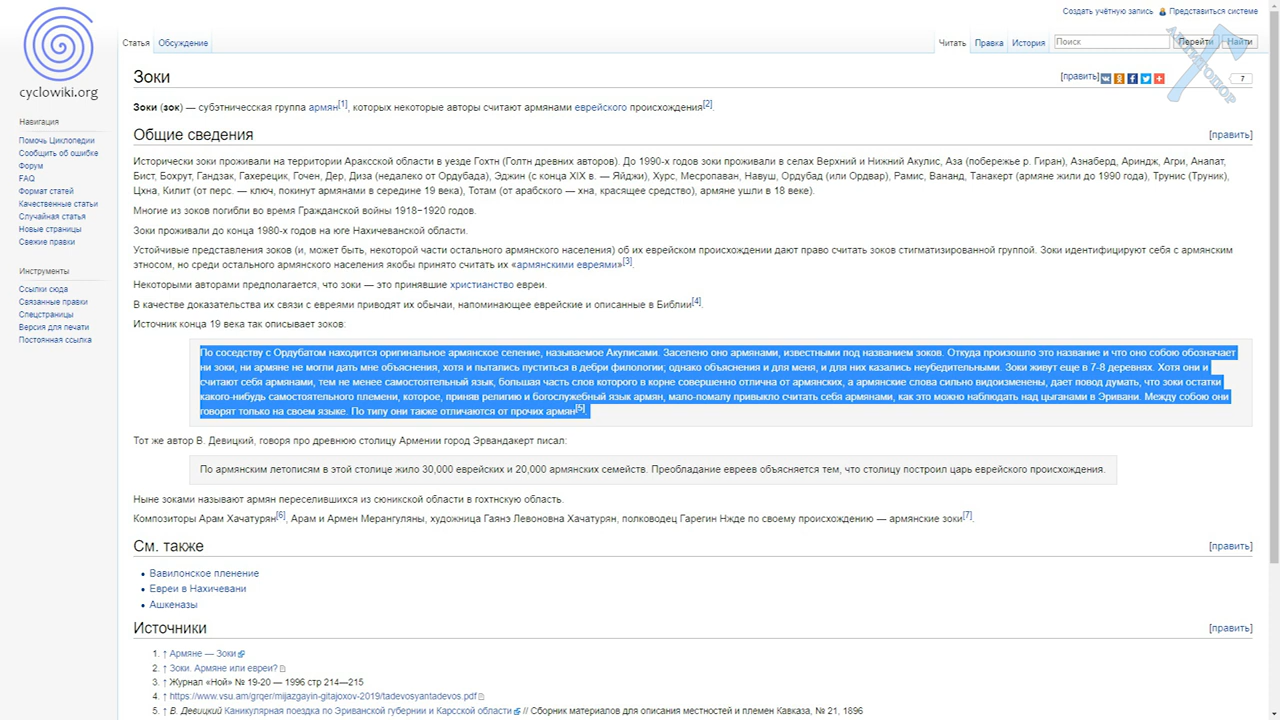 Создать учётную запись Представиться системе
Статья Обсуждение Читать Правка История Поиск Перейти Найти
АНТИТОПОР
cyclowiki.org
Навигация
Помочь Циклопедии
Сообщить об ошибке
Форум
FAQ
Формат статей
Качественные статьи
Случайная статья
Новые страницы
Свежие правки
Инструменты
Ссылки сюда
Связанные правки
Спецстраницы
Версия для печати
Постоянная ссылка
Зоки [править] 7
Зоки (зок) — субэтничесская группа армян[1], которых некоторые авторы считают армянами еврейского происхождения[2].
Общие сведения [править]
Исторически зоки проживали на территории Араксской области в уезде Гохтн (Голтн древних авторов). До 1990-х годов зоки проживали в селах Верхний и Нижний Акулис, Аза (побережье р. Гиран), Азнаберд, Ариндж, Агри, Анапат,
Бист, Бохрут, Гандзак, Гахерецик, Гочен, Дер, Диза (недалеко от Ордубада), Эджин (с конца XIX в. — Яйджи), Хурс, Месропаван, Навуш, Ордубад (или Ордвар), Рамис, Вананд, Танакерт (армяне жили до 1990 года), Трунис (Труник),
Цхна, Килит (от перс. — ключ, покинут армянами в середине 19 века), Тотам (от арабского — хна, красящее средство), армяне ушли в 18 веке).
Многие из зоков погибли во время Гражданской войны 1918−1920 годов.
Зоки проживали до конца 1980-х годов на юге Нахичеванской области.
Устойчивые представления зоков (и, может быть, некоторой части остального армянского населения) об их еврейском происхождении дают право считать зоков стигматизированной группой. Зоки идентифицируют себя с армянским
этносом, но среди остального армянского населения якобы принято считать их «армянскими евреями»[3].
Некоторыми авторами предполагается, что зоки — это принявшие христианство евреи.
В качестве доказательства их связи с евреями приводят их обычаи, напоминающее еврейские и описанные в Библии[4].
Источник конца 19 века так описывает зоков:
По соседству с Ордубатом находится оригинальное армянское селение, называемое Акулисами. Заселено оно армянами, известными под названием зоков. Откуда произошло это название и что оно собою обозначает
ни зоки, ни армяне не могли дать мне объяснения, хотя и пытались пуститься в дебри филологии; однако объяснения и для меня, и для них казались неубедительными. Зоки живут еще в 7-8 деревнях. Хотя они и
считают себя армянами, тем не менее самостоятельный язык, большая часть слов которого в корне совершенно отлична от армянских, а армянские слова сильно видоизменены, дает повод думать, что зоки остатки
какого-нибудь самостоятельного племени, которое, приняв религию и богослужебный язык армян, мало-помалу привыкло считать себя армянами, как это можно наблюдать над цыганами в Эривани. Между собою они
говорят только на своем языке. По типу они также отличаются от прочих армян[5].
Тот же автор В. Девицкий, говоря про древнюю столицу Армении город Эрвандакерт писал:
По армянским летописям в этой столице жило 30,000 еврейских и 20,000 армянских семейств. Преобладание евреев объясняется тем, что столицу построил царь еврейского происхождения.
Ныне зоками называют армян переселившихся из сюникской области в гохтнскую область.
Композиторы Арам Хачатурян[6], Арам и Армен Мерангуляны, художница Гаянэ Левоновна Хачатурян, полководец Гарегин Нжде по своему происхождению — армянские зоки[7].
См. также [править]
Вавилонское пленение
Евреи в Нахичевани
Ашкеназы
Источники [править]
1. ↑ Армяне — Зоки
2. ↑ Зоки. Армяне или евреи?
3. ↑ Журнал «Ной» № 19-20 — 1996 стр 214—215
4. ↑ https://www.vsu.am/grqer/mijazgayin-gitajoxov-2019/tadevosyantadevos.pdf
5. ↑ В. Девицкий Каникулярная поездка по Эриванской губернии и Карсской области // Сборник материалов для описания местностей и племен Кавказа, № 21, 1896